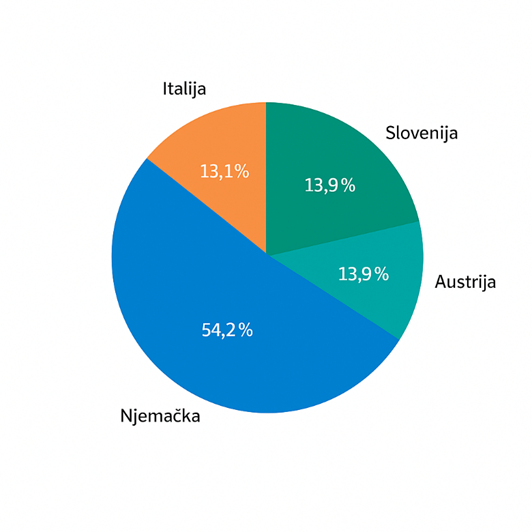 Italija
Slovenija
13,1%
13,9%
13,9%
Austrija
54,2%
Njemačka